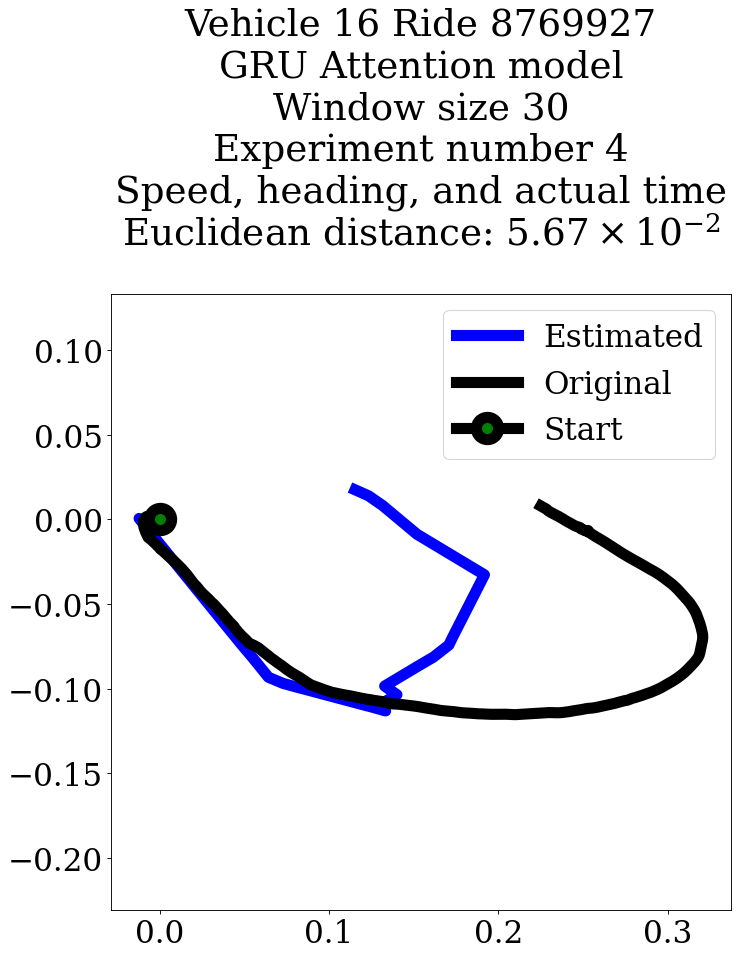 Vehicle 16 Ride 8769927
GRU Attention model
Window size 30
Experiment number 4
Speed, heading, and actual time
Euclidean distance: 5.67 × 10⁻²
Estimated
Original
Start
0.10
0.05
0.00
−0.05
−0.10
−0.15
−0.20
0.0 0.1 0.2 0.3